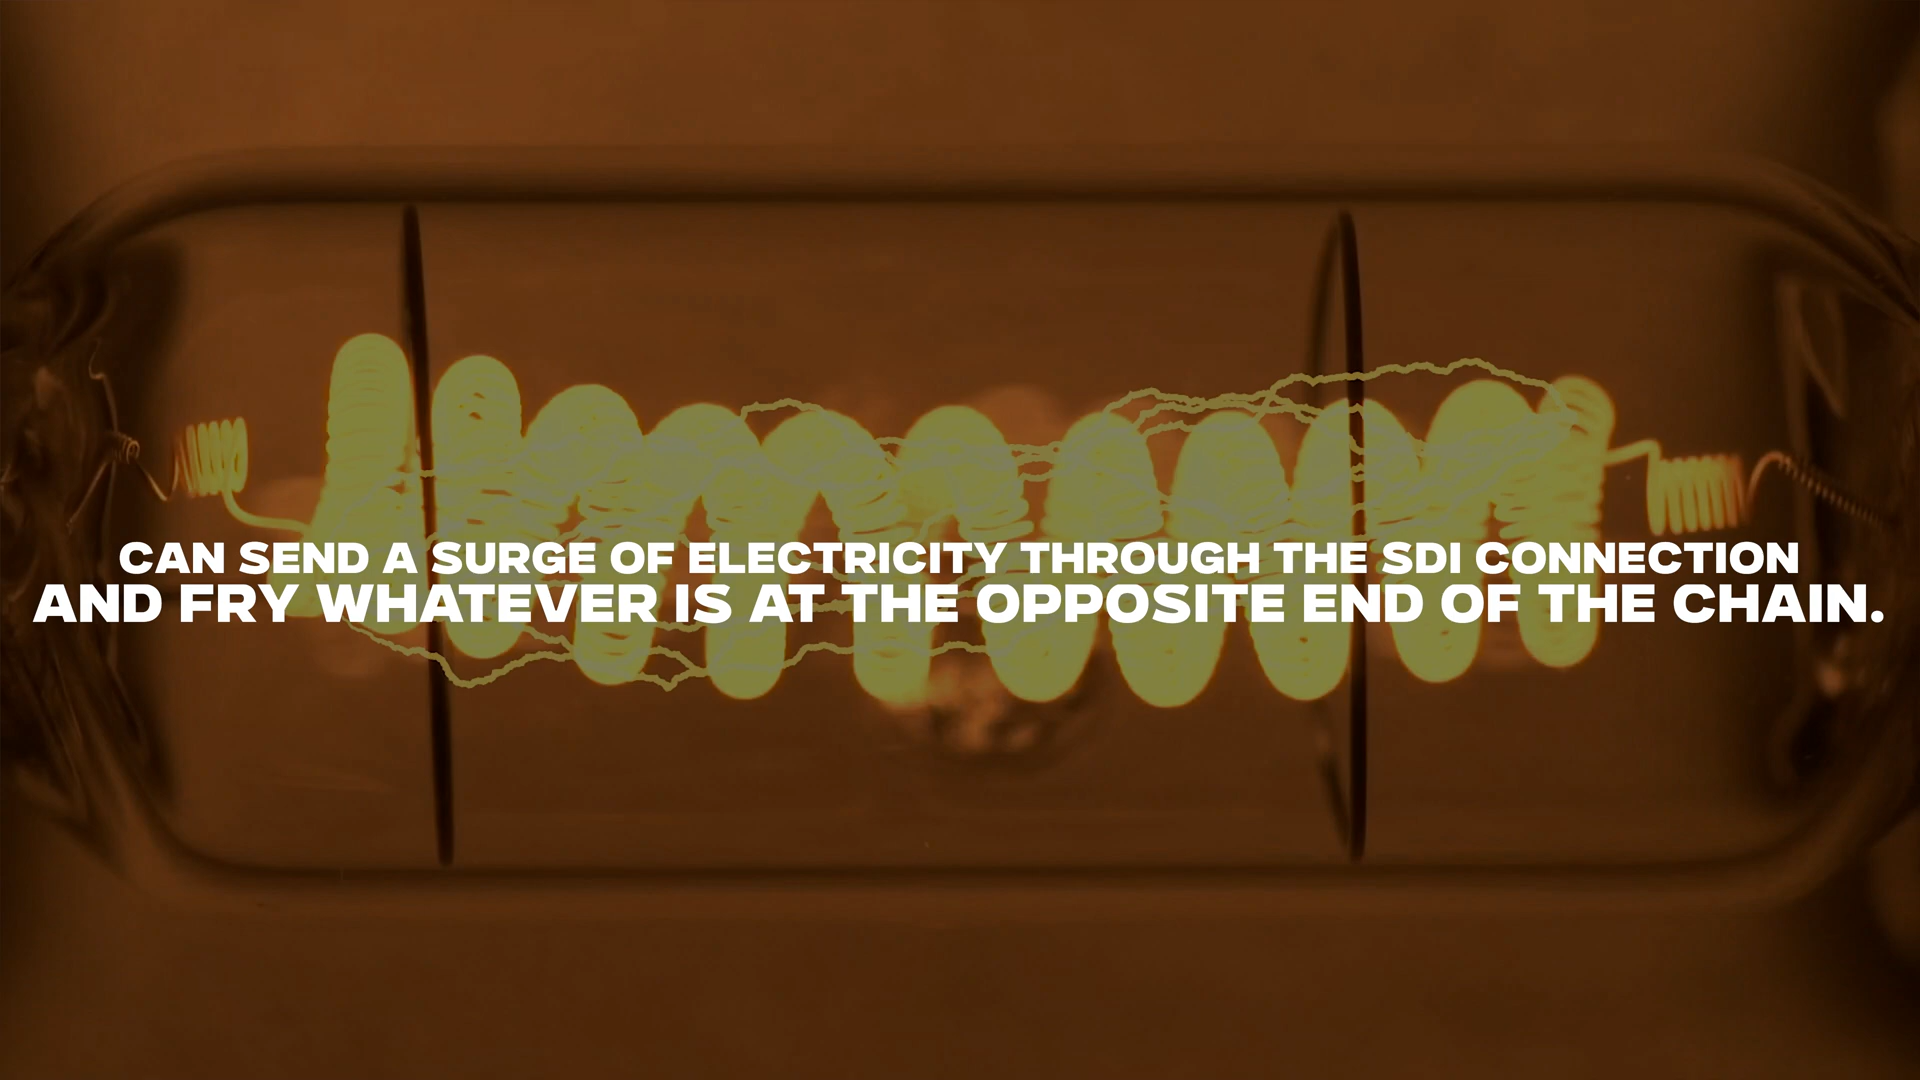 CAN SEND A SURGE OF ELECTRICITY THROUGH THE SDI CONNECTION
AND FRY WHATEVER IS AT THE OPPOSITE END OF THE CHAIN.